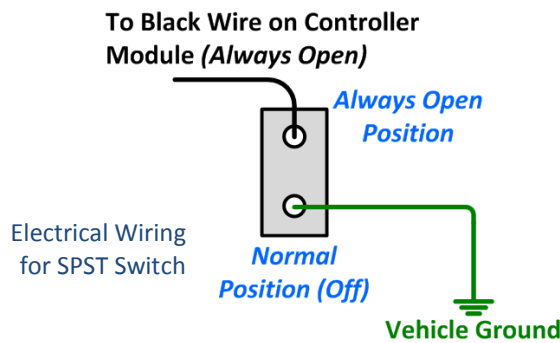 To Black Wire on Controller
Module (Always Open)
Always Open
Position
Electrical Wiring
for SPST Switch
Normal
Position (Off)
Vehicle Ground